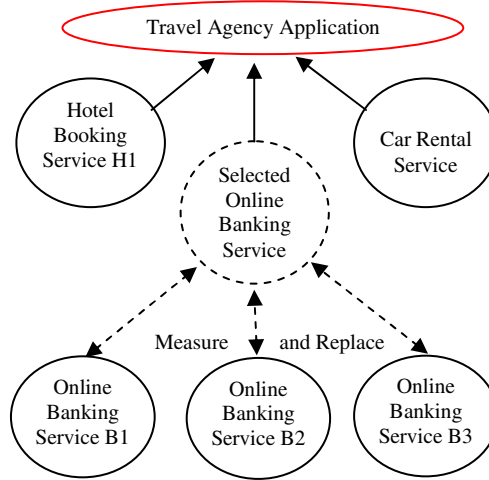 Travel Agency Application
Hotel
Booking
Service H1
Car Rental
Service
Selected
Online
Banking
Service
Measure and Replace
Online
Banking
Service B1
Online
Banking
Service B2
Online
Banking
Service B3